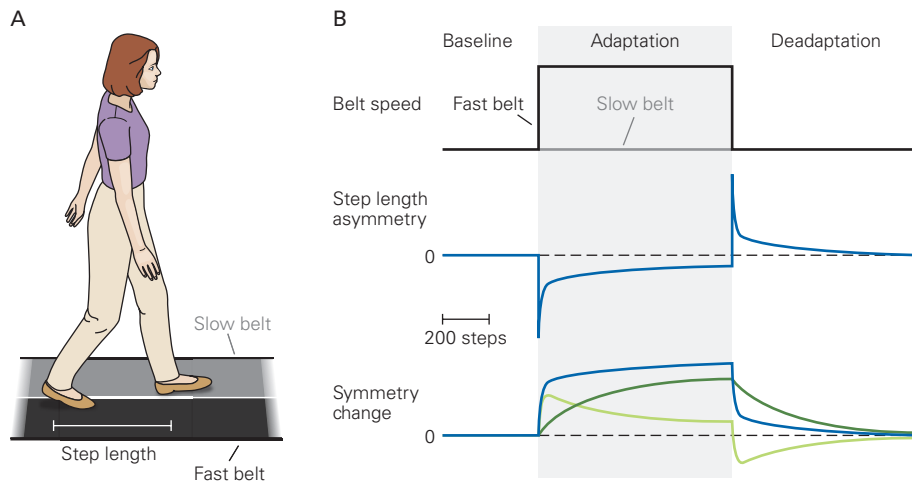 A
Slow belt
Step length
Fast belt
B
Baseline
Adaptation
Deadaptation
Belt speed
Fast belt
Slow belt
Step length
asymmetry
0
200 steps
Symmetry
change
0